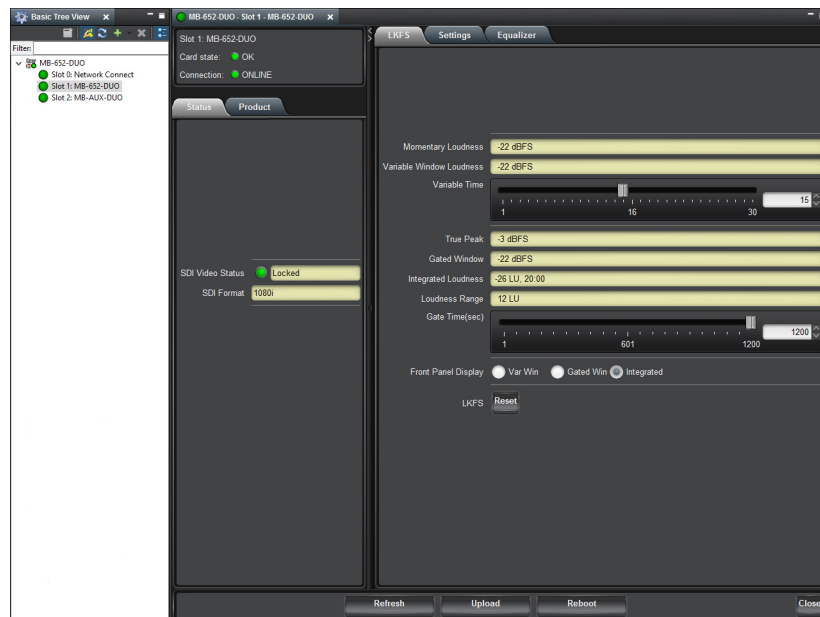 Basic Tree View
Filter:
MB-652-DUO
Slot 0: Network Connect
Slot 1: MB-652-DUO
Slot 2: MB-AUX-DUO
MB-652-DUO - Slot 1 - MB-652-DUO
Slot 1: MB-652-DUO
Card state: OK
Connection: ONLINE
Status Product
SDI Video Status Locked
SDI Format 1080i
LKFS Settings Equalizer
Momentary Loudness -22 dBFS
Variable Window Loudness -22 dBFS
Variable Time 15
1 16 30
True Peak -3 dBFS
Gated Window -22 dBFS
Integrated Loudness -26 LU, 20:00
Loudness Range 12 LU
Gate Time(sec) 1200
1 601 1200
Front Panel Display Var Win Gated Win Integrated
LKFS Reset
Refresh Upload Reboot Close